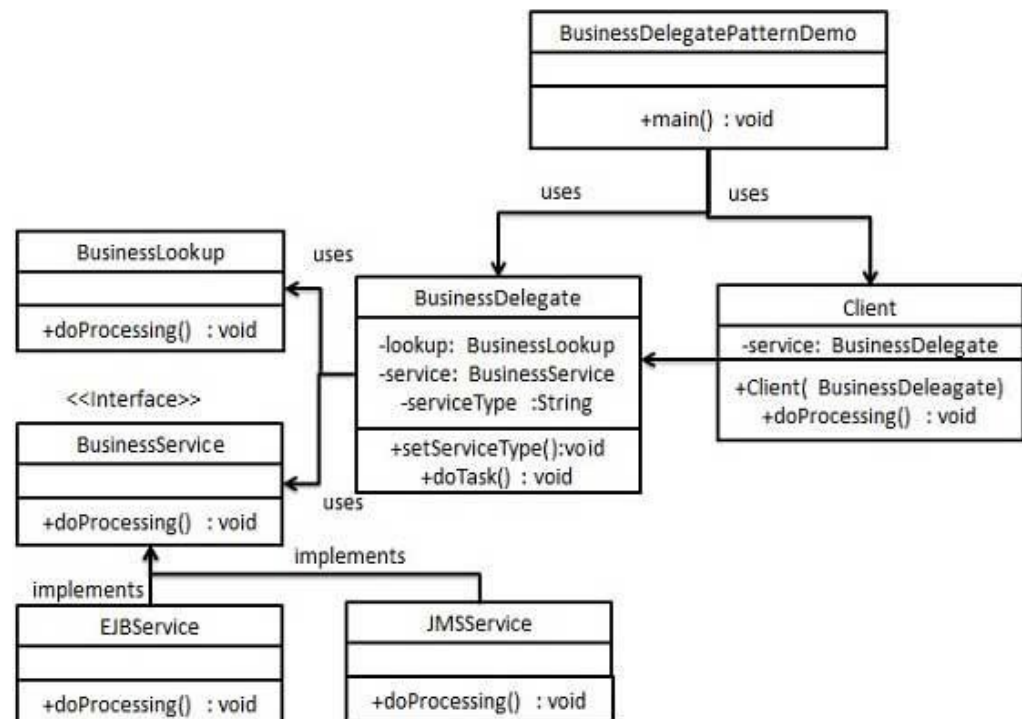 BusinessDelegatePatternDemo
+main() : void
uses
uses
BusinessLookup
+doProcessing() : void
uses
BusinessDelegate
-lookup: BusinessLookup
-service: BusinessService
-serviceType :String
+setServiceType():void
+doTask() : void
Client
-service: BusinessDelegate
+Client( BusinessDeleagate)
+doProcessing() : void
<<Interface>>
BusinessService
+doProcessing() : void
uses
implements
implements
EJBService
+doProcessing() : void
JMSService
+doProcessing() : void